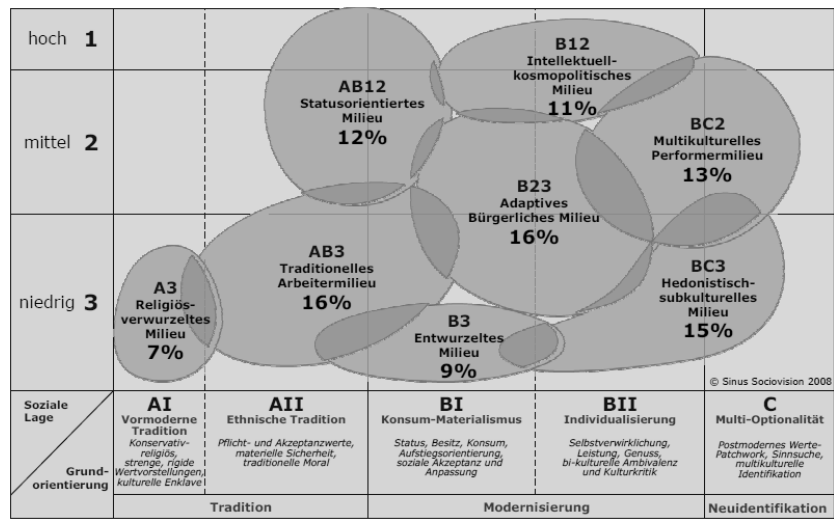 hoch 1
mittel 2
niedrig 3
B12
Intellektuell-
kosmopolitisches
Milieu
11%
AB12
Statusorientiertes
Milieu
12%
BC2
Multikulturelles
Performermilieu
13%
B23
Adaptives
Bürgerliches Milieu
16%
AB3
Traditionelles
Arbeitermilieu
16%
A3
Religiös-
verwurzeltes
Milieu
7%
BC3
Hedonistisch-
subkulturelles
Milieu
15%
B3
Entwurzeltes
Milieu
9%
© Sinus Sociovision 2008
Soziale
Lage
Grund-
orientierung
AI
Vormoderne
Tradition
Konservativ-
religiös,
strenge, rigide
Wertvorstellungen,
kulturelle Enklave
AII
Ethnische Tradition
Pflicht- und Akzeptanzwerte,
materielle Sicherheit,
traditionelle Moral
BI
Konsum-Materialismus
Status, Besitz, Konsum,
Aufstiegsorientierung,
soziale Akzeptanz und
Anpassung
BII
Individualisierung
Selbstverwirklichung,
Leistung, Genuss,
bi-kulturelle Ambivalenz
und Kulturkritik
C
Multi-Optionalität
Postmodernes Werte-
Patchwork, Sinnsuche,
multikulturelle
Identifikation
Tradition
Modernisierung
Neuidentifikation